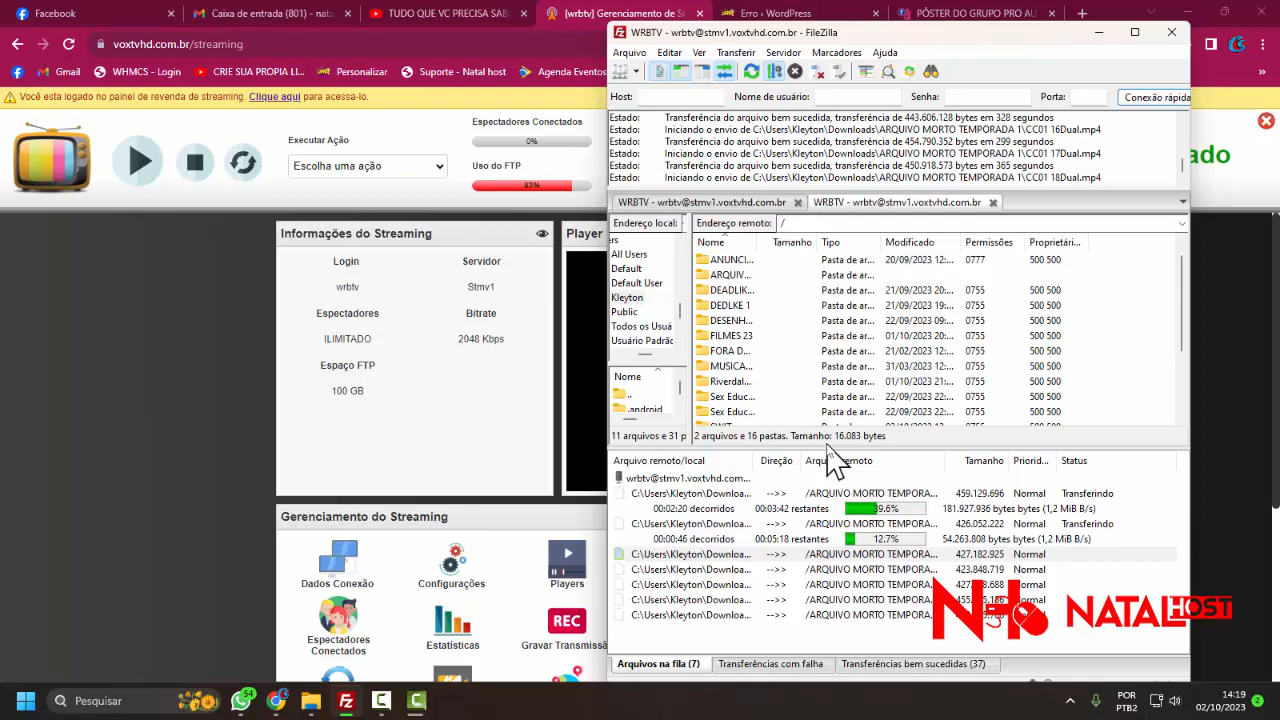 Facebook
Caixa de entrada (801) - nata
TUDO QUE VC PRECISA SAB
[wrbtv] Gerenciamento de S
Erro › WordPress
PÔSTER DO GRUPO PRO AU
voxtvhd.com.br/streaming
Gmail
WHMCS - Login
CRIE SUA PROPIA LI...
Personalizar
Suporte - Natal host
Agenda Eventos
Você esta logado no painel de revenda de streaming. Clique aqui para acessa-lo.
Executar Ação
Escolha uma ação
Espectadores Conectados
0%
Uso do FTP
83%
ado
Informações do Streaming
Login
Servidor
wrbtv
Stmv1
Espectadores
Bitrate
ILIMITADO
2048 Kbps
Espaço FTP
100 GB
Player
Gerenciamento do Streaming
Dados Conexão
Configurações
Players
Espectadores
Conectados
Estatísticas
REC
Gravar Transmissã
WRBTV - wrbtv@stmv1.voxtvhd.com.br - FileZilla
Arquivo Editar Ver Transferir Servidor Marcadores Ajuda
Host: Nome de usuário: Senha: Porta: Conexão rápida
Estado: Transferência do arquivo bem sucedida, transferência de 443.606.128 bytes em 328 segundos
Estado: Iniciando o envio de C:\Users\Kleyton\Downloads\ARQUIVO MORTO TEMPORADA 1\CC01 16Dual.mp4
Estado: Transferência do arquivo bem sucedida, transferência de 454.790.352 bytes em 299 segundos
Estado: Iniciando o envio de C:\Users\Kleyton\Downloads\ARQUIVO MORTO TEMPORADA 1\CC01 17Dual.mp4
Estado: Transferência do arquivo bem sucedida, transferência de 450.918.573 bytes em 365 segundos
Estado: Iniciando o envio de C:\Users\Kleyton\Downloads\ARQUIVO MORTO TEMPORADA 1\CC01 18Dual.mp4
WRBTV - wrbtv@stmv1.voxtvhd.com.br
WRBTV - wrbtv@stmv1.voxtvhd.com.br
Endereço local:
ers
All Users
Default
Default User
Kleyton
Public
Todos os Usuá
Usuário Padrão
Nome
..
.android
11 arquivos e 31 p
Endereço remoto: /
Nome Tamanho Tipo Modificado Permissões Proprietári...
ANUNCI... Pasta de ar... 20/09/2023 12:... 0777 500 500
ARQUIV... Pasta de ar...
DEADLIK... Pasta de ar... 21/09/2023 20:... 0755 500 500
DEDLKE 1 Pasta de ar... 21/09/2023 19:... 0755 500 500
DESENH... Pasta de ar... 22/09/2023 09:... 0755 500 500
FILMES 23 Pasta de ar... 01/10/2023 20:... 0755 500 500
FORA D... Pasta de ar... 21/02/2023 12:... 0755 500 500
MUSICA... Pasta de ar... 31/03/2023 12:... 0755 500 500
Riverdal... Pasta de ar... 01/10/2023 21:... 0755 500 500
Sex Educ... Pasta de ar... 22/09/2023 22:... 0755 500 500
Sex Educ... Pasta de ar... 22/09/2023 22:... 0755 500 500
2 arquivos e 16 pastas. Tamanho: 16.083 bytes
Arquivo remoto/local Direção Arqu remoto Tamanho Priorid... Status
wrbtv@stmv1.voxtvhd.com...
C:\Users\Kleyton\Downloa... -->> /ARQUIVO MORTO TEMPORA... 459.129.696 Normal Transferindo
00:02:20 decorridos 00:03:42 restantes 39.6% 181.927.936 bytes bytes (1,2 MiB B/s)
C:\Users\Kleyton\Downloa... -->> /ARQUIVO MORTO TEMPORA... 426.052.222 Normal Transferindo
00:00:46 decorridos 00:05:18 restantes 12.7% 54.263.808 bytes bytes (1,2 MiB B/s)
C:\Users\Kleyton\Downloa... -->> /ARQUIVO MORTO TEMPORA... 427.182.925 Normal
C:\Users\Kleyton\Downloa... -->> /ARQUIVO MORTO TEMPORA... 423.848.719 Normal
C:\Users\Kleyton\Downloa... -->> /ARQUIVO MORTO TEMPORA... Normal
C:\Users\Kleyton\Downloa... -->> /ARQUIVO MORTO TEMPORA... Normal
C:\Users\Kleyton\Downloa... -->> /ARQUIVO MORTO TEMPORA... Normal
NH
NATAL HOST
Arquivos na fila (7) Transferências com falha Transferências bem sucedidas (37)
Pesquisar
54
POR
PTB2
14:19
02/10/2023
2